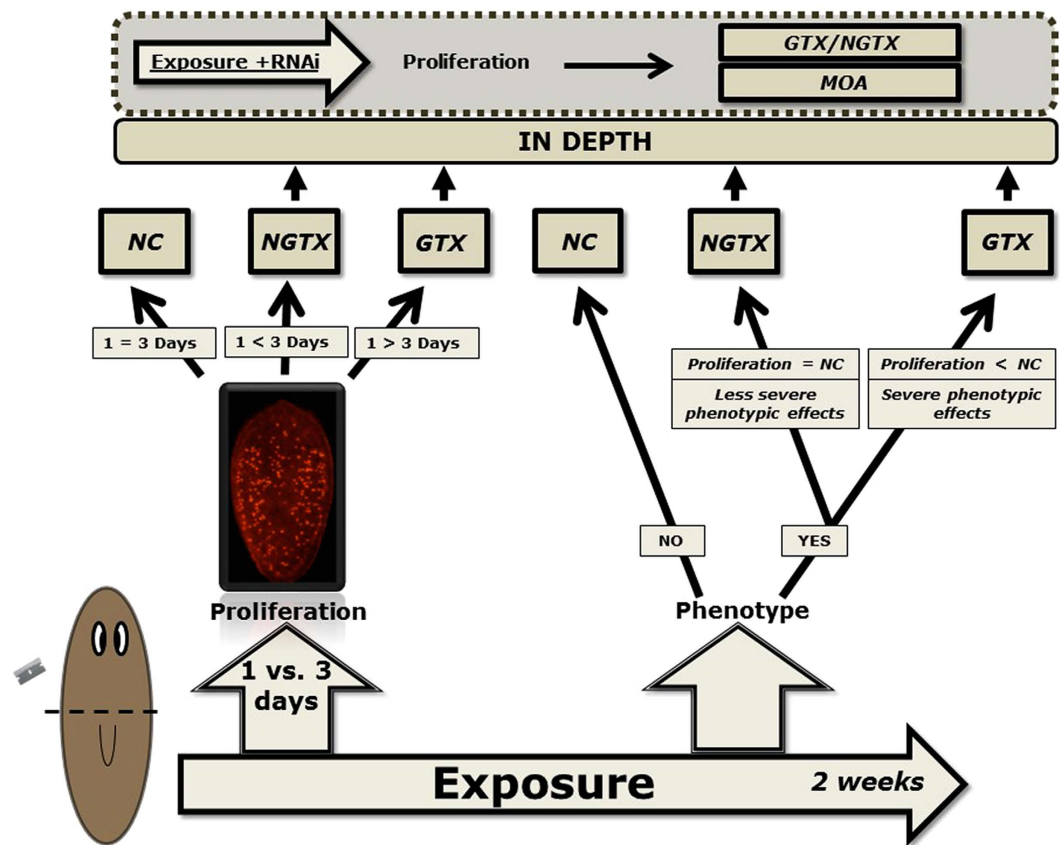 Exposure +RNAi
Proliferation
GTX/NGTX
MOA
IN DEPTH
NC
NGTX
GTX
NC
NGTX
GTX
1 = 3 Days
1 < 3 Days
1 > 3 Days
Proliferation = NC
Less severe
phenotypic effects
Proliferation < NC
Severe phenotypic
effects
NO
YES
Proliferation
Phenotype
1 vs. 3
days
Exposure
2 weeks